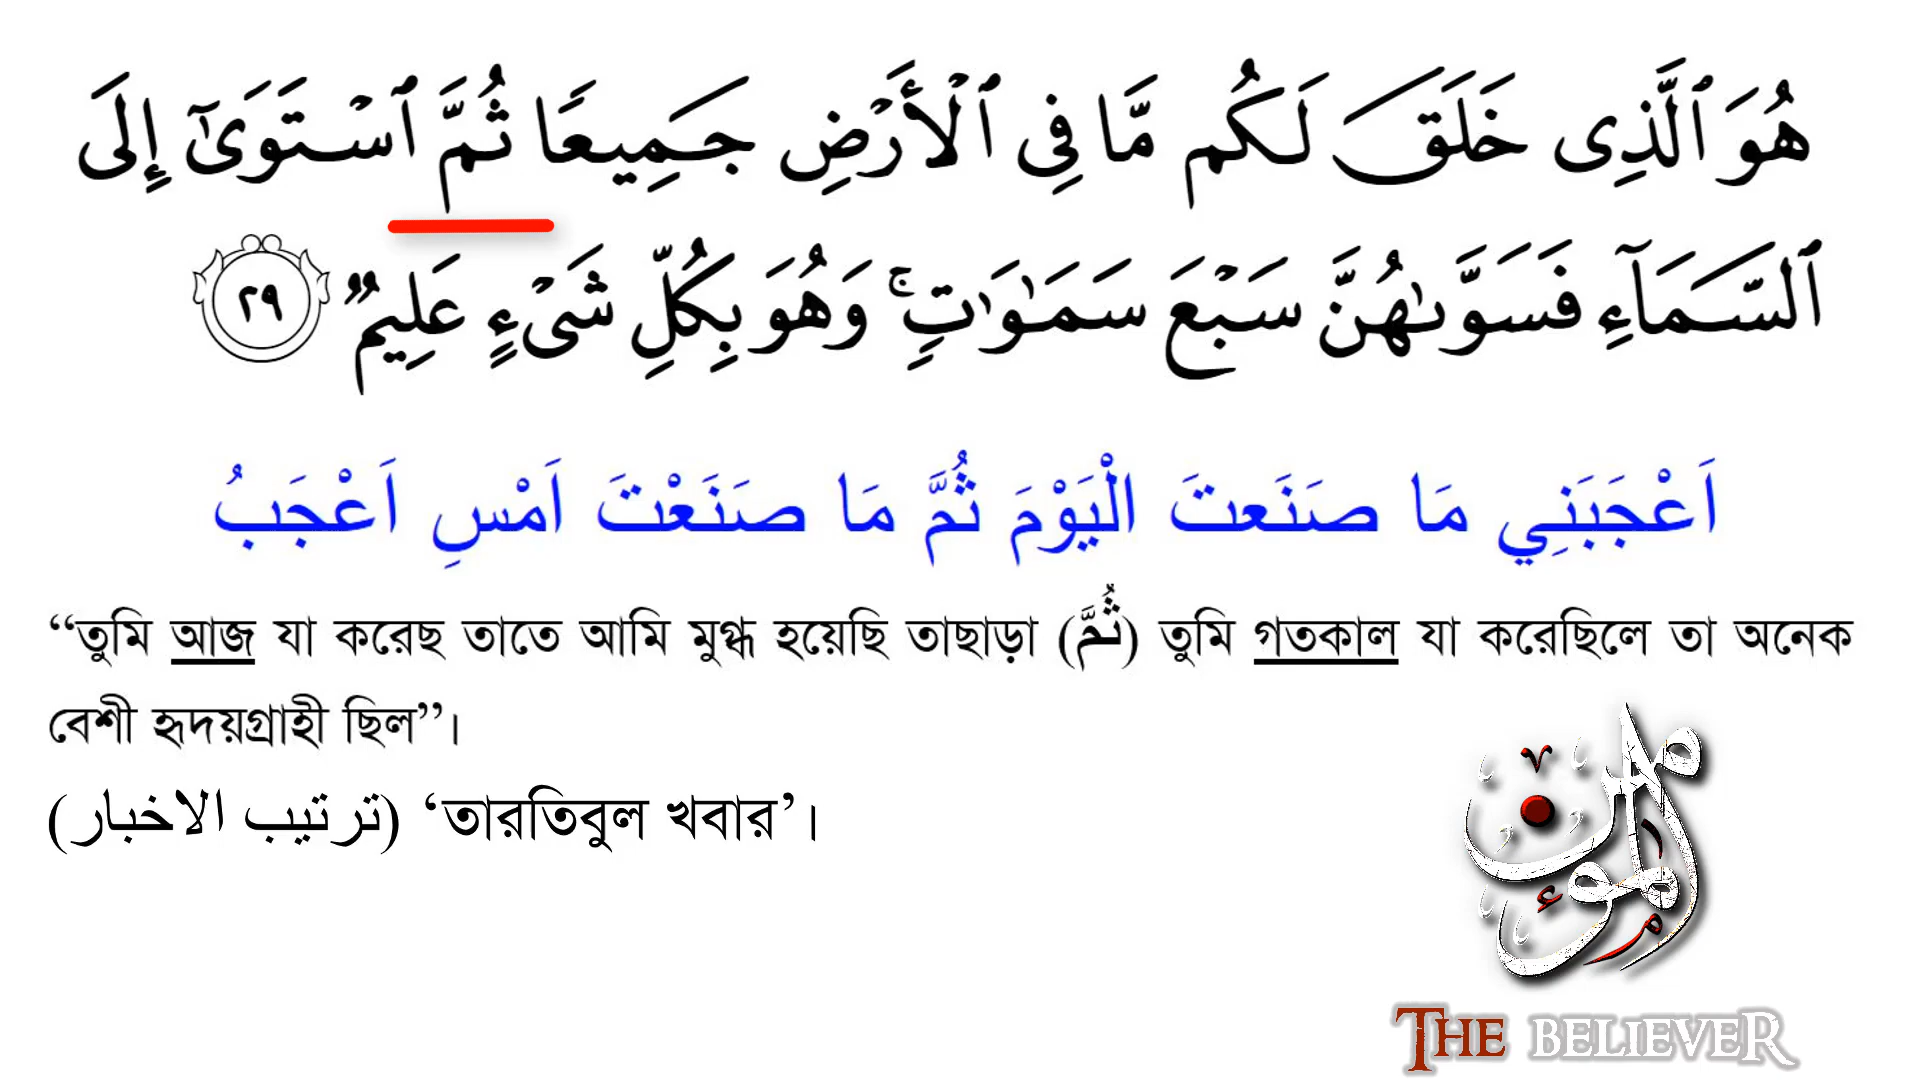 هُوَ ٱلَّذِى خَلَقَ لَكُم مَّا فِى ٱلْأَرْضِ جَمِيعًا ثُمَّ ٱسْتَوَىٰٓ إِلَى
ٱلسَّمَآءِ فَسَوَّىٰهُنَّ سَبْعَ سَمَـٰوَٰتٍ ۚ وَهُوَ بِكُلِّ شَىْءٍ عَلِيمٌ ٢٩
اَعْجَبَنِي مَا صَنَعتَ الْيَوْمَ ثُمَّ مَا صَنَعْتَ اَمْسِ اَعْجَبُ
“তুমি আজ যা করেছ তাতে আমি মুগ্ধ হয়েছি তাছাড়া (ثُمَّ) তুমি গতকাল যা করেছিলে তা অনেক
বেশী হৃদয়গ্রাহী ছিল”।
(ترتيب الاخبار) ‘তারতিবুল খবার’।
المؤمن
THE BELIEVER